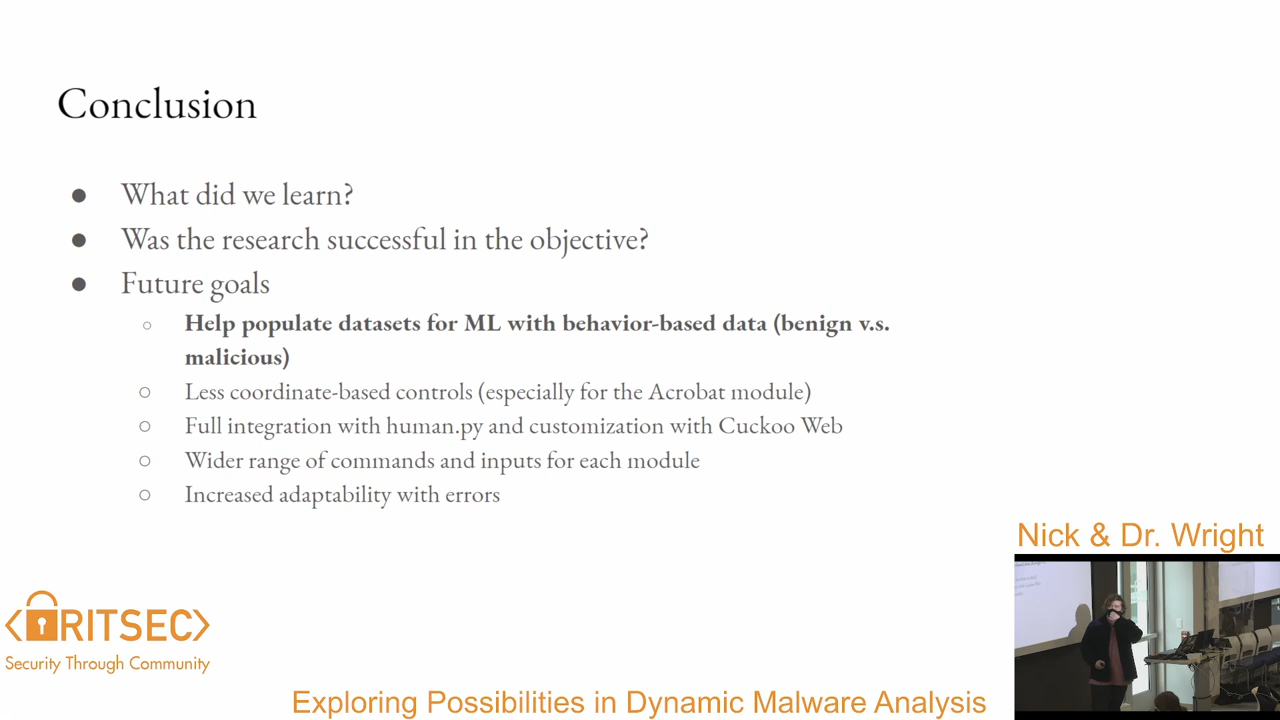 Conclusion
● What did we learn?
● Was the research successful in the objective?
● Future goals
○ Help populate datasets for ML with behavior-based data (benign v.s.
malicious)
○ Less coordinate-based controls (especially for the Acrobat module)
○ Full integration with human.py and customization with Cuckoo Web
○ Wider range of commands and inputs for each module
○ Increased adaptability with errors
Nick & Dr. Wright
<RITSEC>
Security Through Community
Exploring Possibilities in Dynamic Malware Analysis